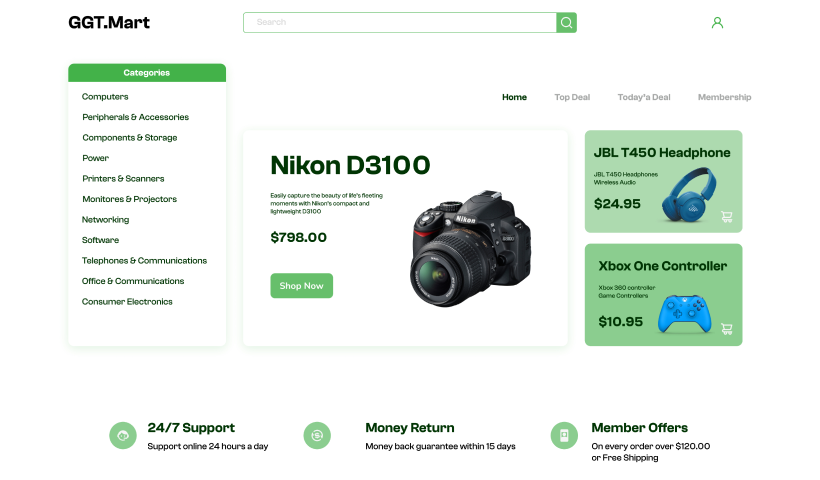 GGT.Mart
Search
Categories
Computers
Peripherals & Accessories
Components & Storage
Power
Printers & Scanners
Monitores & Projectors
Networking
Software
Telephones & Communications
Office & Communications
Consumer Electronics
Home
Top Deal
Today'a Deal
Membership
Nikon D3100
Easily capture the beauty of life's fleeting
moments with Nikon's compact and
lightweight D3100
$798.00
Shop Now
Nikon
JBL T450 Headphone
JBL T450 Headphones
Wireless Audio
$24.95
Xbox One Controller
Xbox 360 controller
Game Controllers
$10.95
24/7 Support
Support online 24 hours a day
Money Return
Money back guarantee within 15 days
Member Offers
On every order over $120.00
or Free Shipping